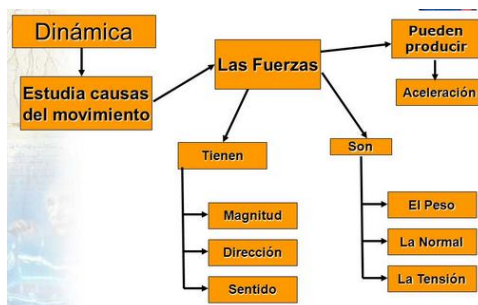 Dinámica
Estudia causas
del movimiento
Las Fuerzas
Pueden
producir
Aceleración
Tienen
Magnitud
Dirección
Sentido
Son
El Peso
La Normal
La Tensión